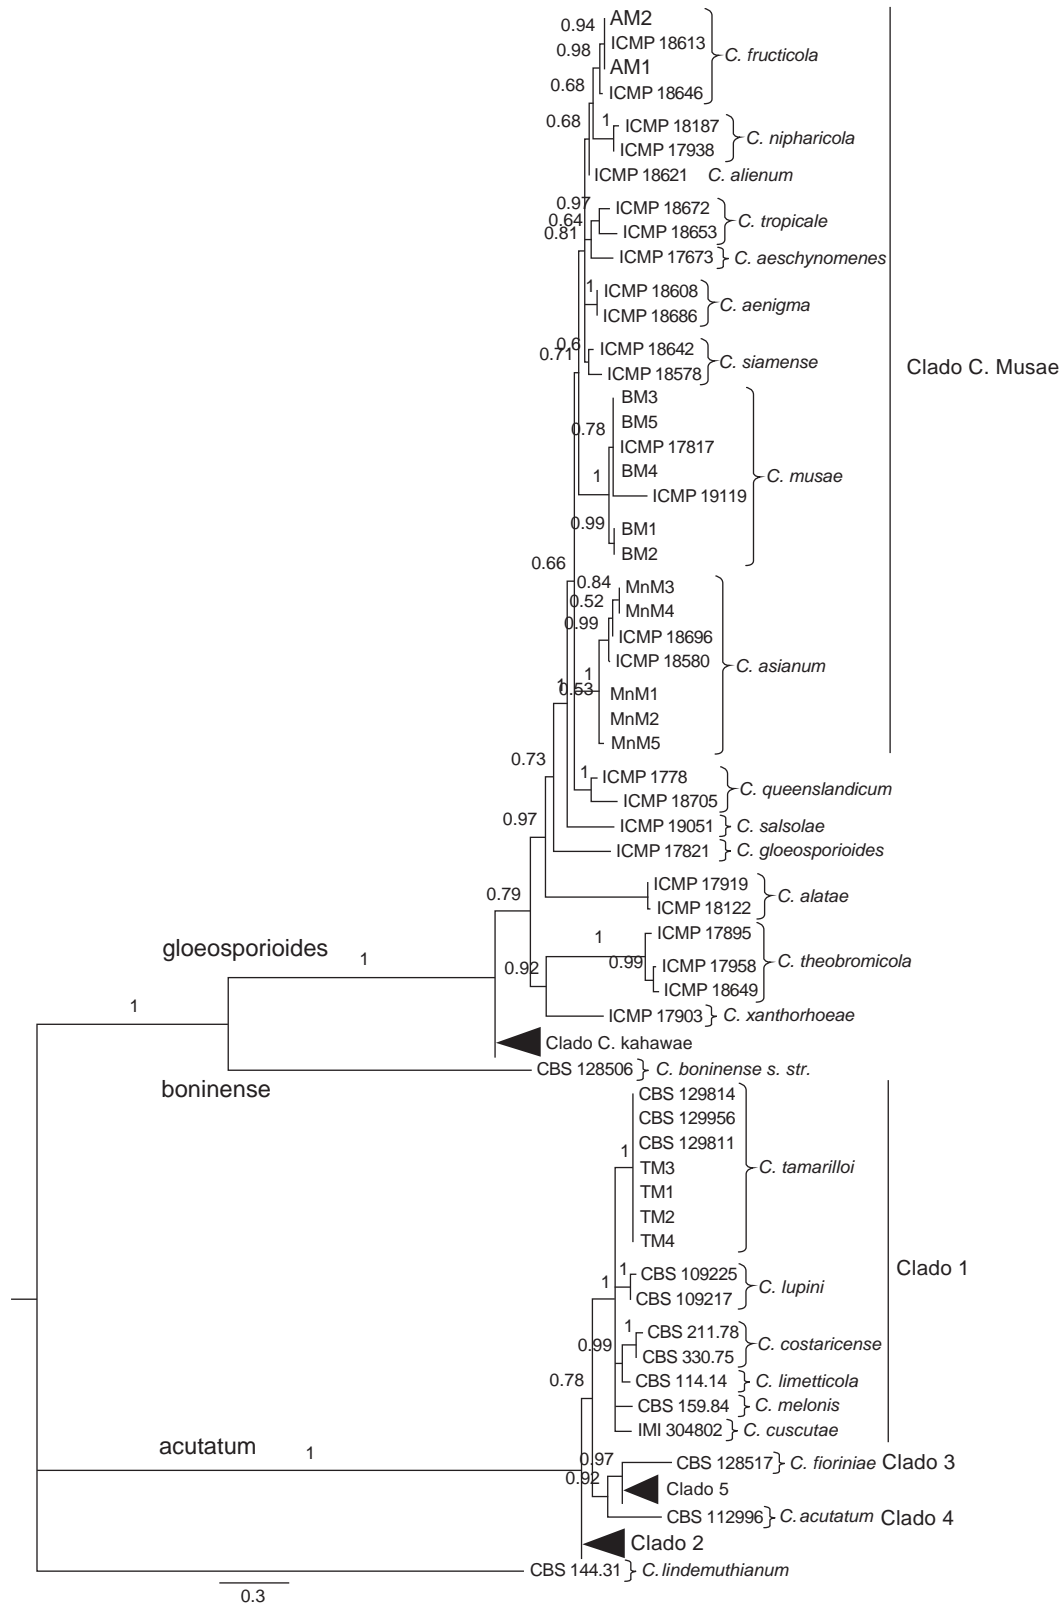 0.94
AM2
ICMP 18613
0.98
C. fructicola
AM1
0.68
ICMP 18646
0.68
1
ICMP 18187
C. nipharicola
ICMP 17938
ICMP 18621 C. alienum
0.97
ICMP 18672
0.64
C. tropicale
0.81
ICMP 18653
ICMP 17673
C. aeschynomenes
1
ICMP 18608
C. aenigma
ICMP 18686
0.6
ICMP 18642
0.71
C. siamense
ICMP 18578
Clado C. Musae
BM3
BM5
0.78
ICMP 17817
BM4
1
C. musae
ICMP 19119
0.99
BM1
BM2
0.66
0.84
MnM3
0.52
MnM4
0.99
ICMP 18696
ICMP 18580
C. asianum
1
1
0.53
MnM1
MnM2
MnM5
0.73
1
ICMP 1778
C. queenslandicum
ICMP 18705
0.97
ICMP 19051
C. salsolae
ICMP 17821
C. gloeosporioides
0.79
ICMP 17919
C. alatae
ICMP 18122
gloeosporioides
1
1
ICMP 17895
0.92
0.99
ICMP 17958
C. theobromicola
ICMP 18649
1
ICMP 17903
C. xanthorhoeae
Clado C. kahawae
CBS 128506
C. boninense s. str.
boninense
CBS 129814
CBS 129956
CBS 129811
1
TM3
C. tamarilloi
TM1
TM2
TM4
Clado 1
1
1
CBS 109225
C. lupini
CBS 109217
1
CBS 211.78
0.99
C. costaricense
CBS 330.75
0.78
CBS 114.14
C. limetticola
CBS 159.84
C. melonis
IMI 304802
C. cuscutae
acutatum
1
0.97
CBS 128517
C. fioriniae Clado 3
0.92
Clado 5
CBS 112996
C. acutatum Clado 4
Clado 2
CBS 144.31
C. lindemuthianum
0.3